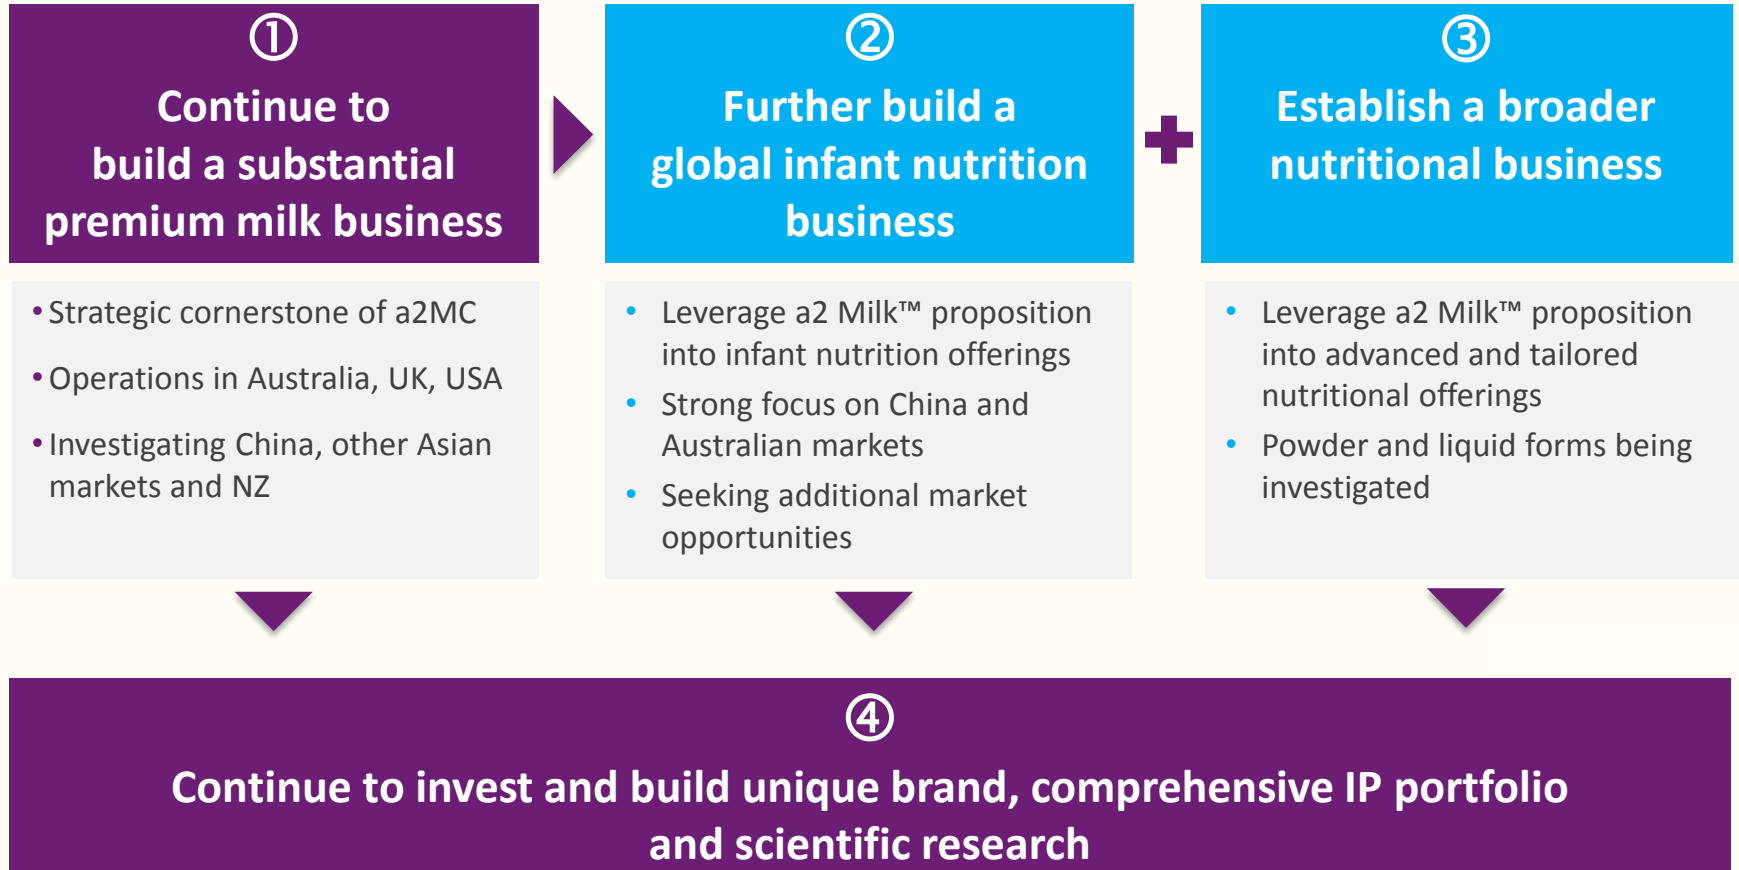 ①
Continue to
build a substantial
premium milk business
• Strategic cornerstone of a2MC
• Operations in Australia, UK, USA
• Investigating China, other Asian
markets and NZ
②
Further build a
global infant nutrition
business
• Leverage a2 Milk™ proposition
into infant nutrition offerings
• Strong focus on China and
Australian markets
• Seeking additional market
opportunities
③
Establish a broader
nutritional business
• Leverage a2 Milk™ proposition
into advanced and tailored
nutritional offerings
• Powder and liquid forms being
investigated
④
Continue to invest and build unique brand, comprehensive IP portfolio
and scientific research